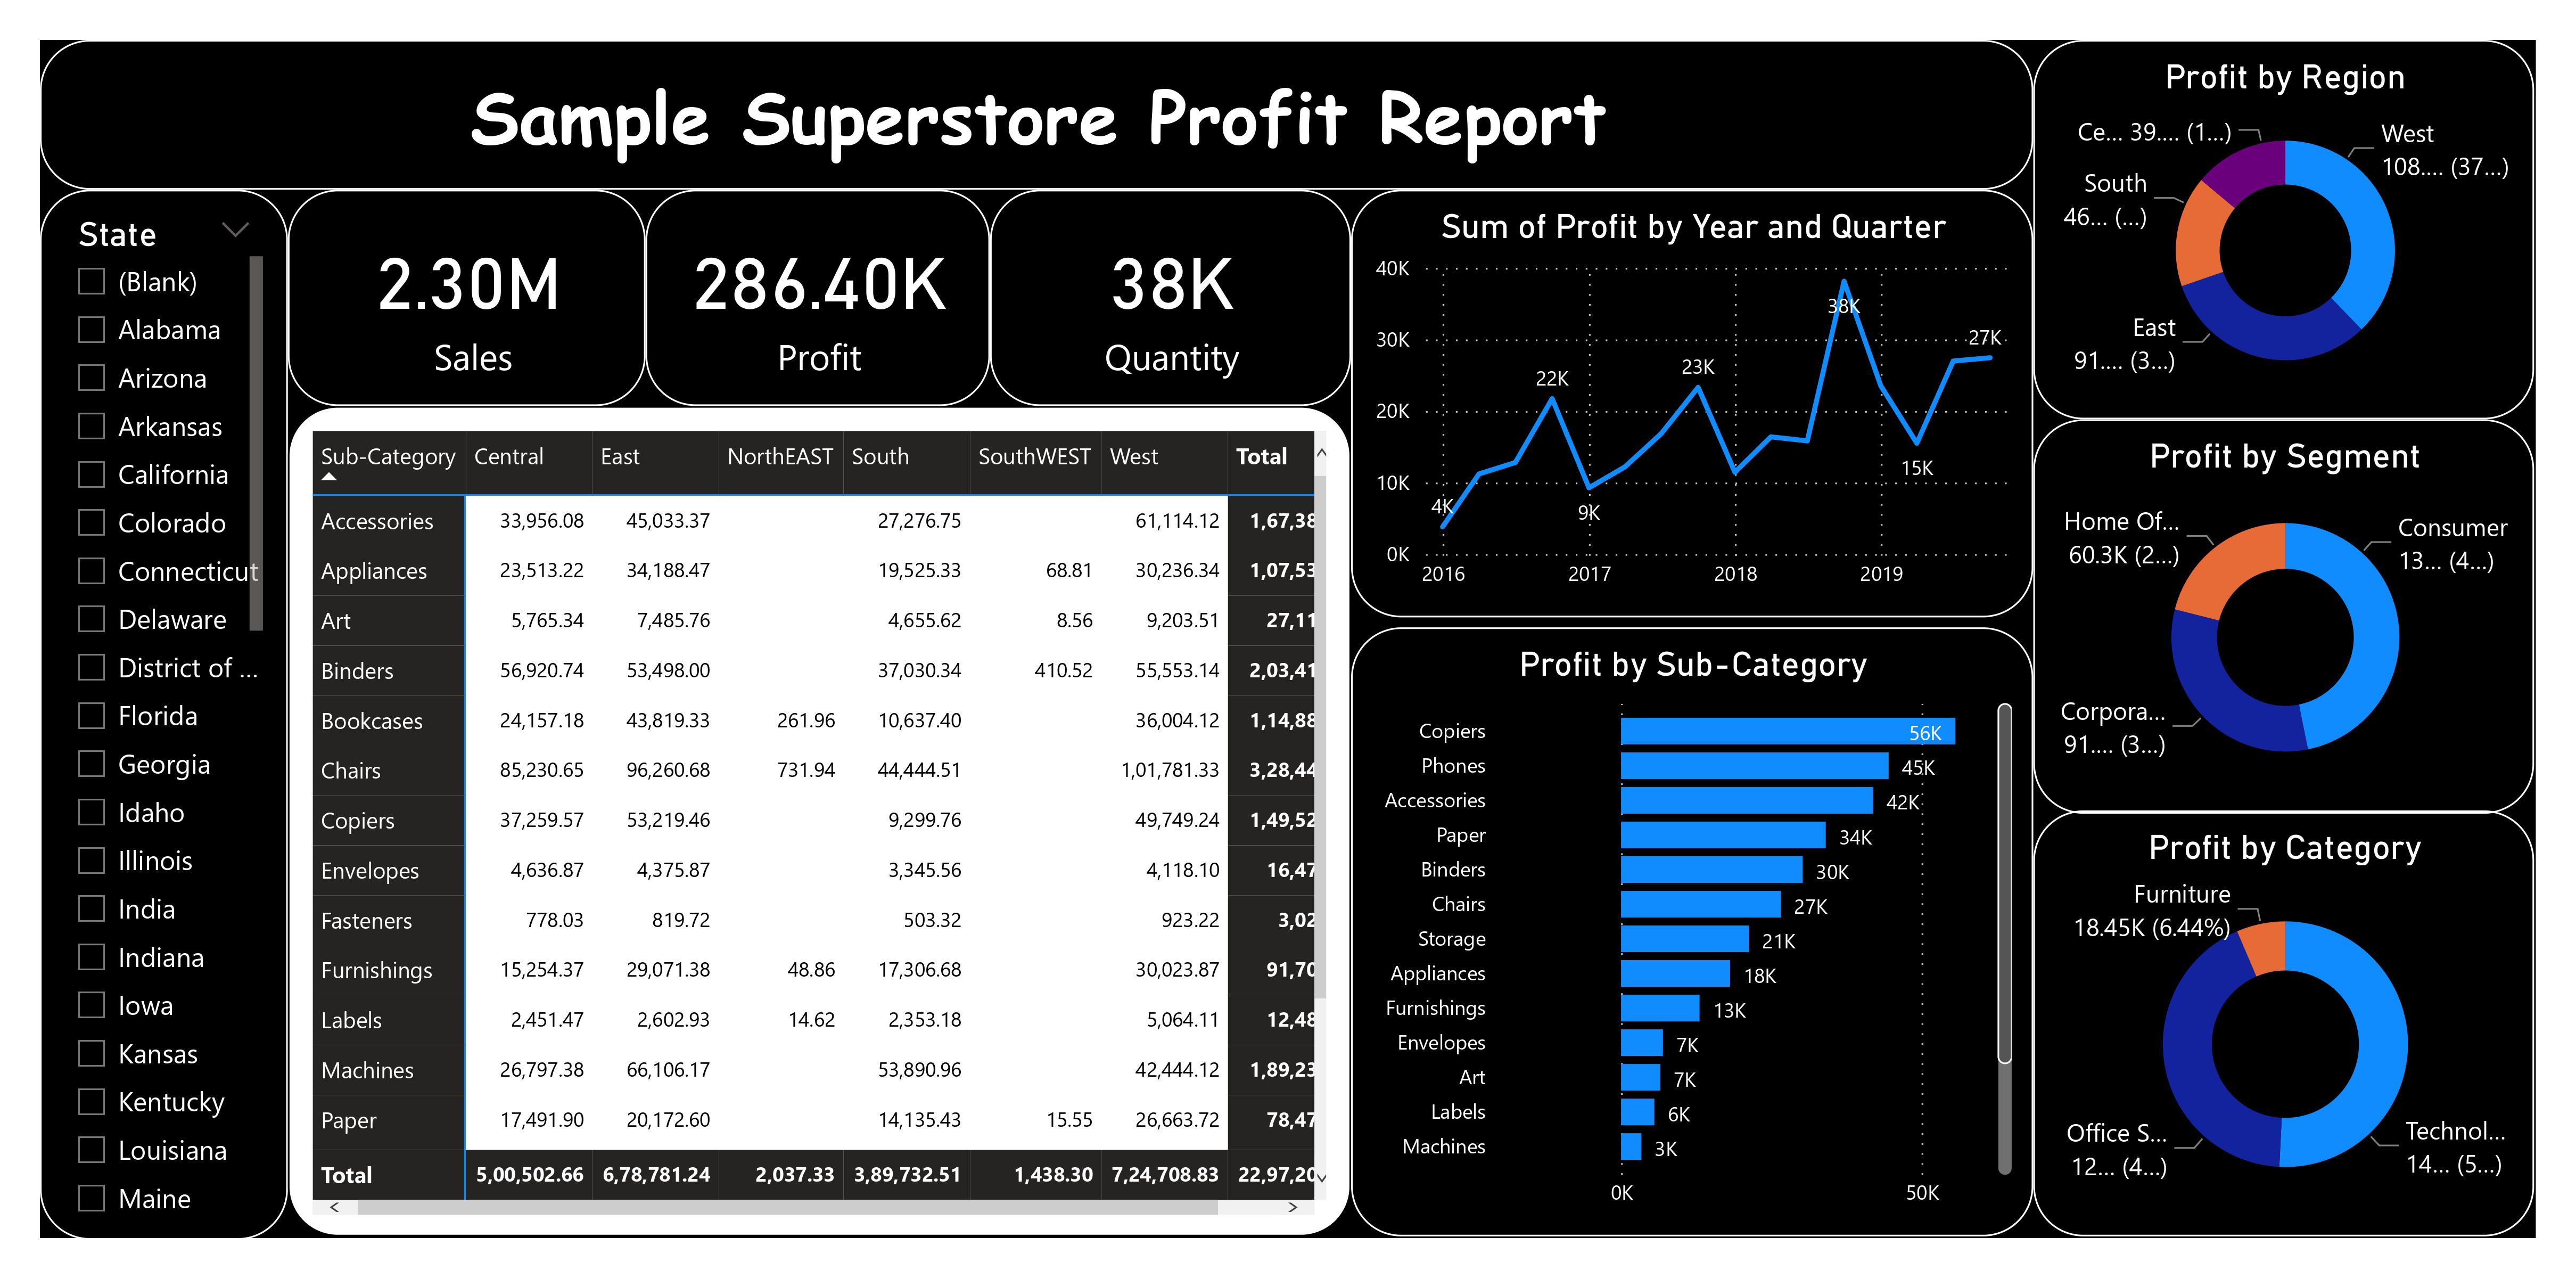 Sample Superstore Profit Report
State
(Blank)
Alabama
Arizona
Arkansas
California
Colorado
Connecticut
Delaware
District of ...
Florida
Georgia
Idaho
Illinois
India
Indiana
Iowa
Kansas
Kentucky
Louisiana
Maine
2.30M
Sales
286.40K
Profit
38K
Quantity
Sub-Category Central East NorthEAST South SouthWEST West Total
Accessories 33,956.08 45,033.37 27,276.75 61,114.12 1,67,38
Appliances 23,513.22 34,188.47 19,525.33 68.81 30,236.34 1,07,53
Art 5,765.34 7,485.76 4,655.62 8.56 9,203.51 27,11
Binders 56,920.74 53,498.00 37,030.34 410.52 55,553.14 2,03,41
Bookcases 24,157.18 43,819.33 261.96 10,637.40 36,004.12 1,14,88
Chairs 85,230.65 96,260.68 731.94 44,444.51 1,01,781.33 3,28,44
Copiers 37,259.57 53,219.46 9,299.76 49,749.24 1,49,52
Envelopes 4,636.87 4,375.87 3,345.56 4,118.10 16,47
Fasteners 778.03 819.72 503.32 923.22 3,02
Furnishings 15,254.37 29,071.38 48.86 17,306.68 30,023.87 91,70
Labels 2,451.47 2,602.93 14.62 2,353.18 5,064.11 12,48
Machines 26,797.38 66,106.17 53,890.96 42,444.12 1,89,23
Paper 17,491.90 20,172.60 14,135.43 15.55 26,663.72 78,47
Total 5,00,502.66 6,78,781.24 2,037.33 3,89,732.51 1,438.30 7,24,708.83 22,97,20
Sum of Profit by Year and Quarter
40K
30K
20K
10K
0K
4K
22K
9K
23K
38K
15K
27K
2016 2017 2018 2019
Profit by Sub-Category
Copiers 56K
Phones 45K
Accessories 42K
Paper 34K
Binders 30K
Chairs 27K
Storage 21K
Appliances 18K
Furnishings 13K
Envelopes 7K
Art 7K
Labels 6K
Machines 3K
0K 50K
Profit by Region
Ce... 39.... (1...)
West
108.... (37...)
South
46... (...)
East
91.... (3...)
Profit by Segment
Home Of...
60.3K (2...)
Consumer
13... (4...)
Corpora...
91.... (3...)
Profit by Category
Furniture
18.45K (6.44%)
Office S...
12... (4...)
Technol...
14... (5...)